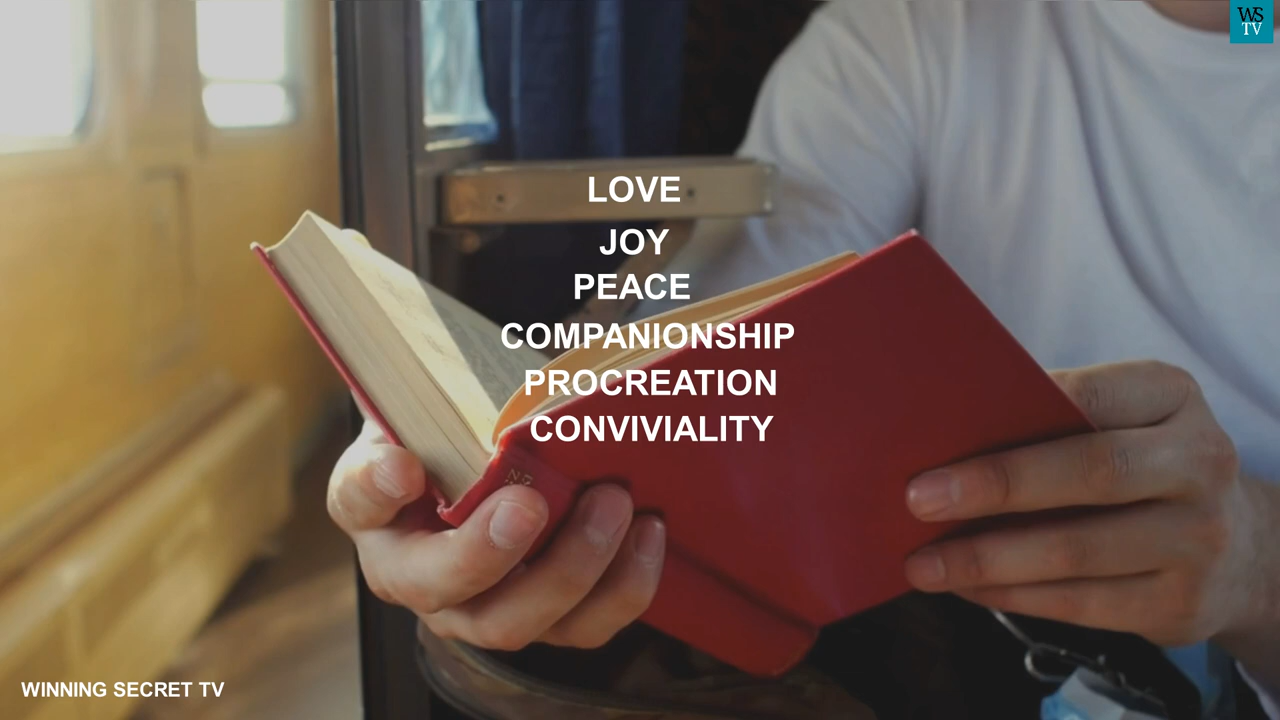 WS
TV
LOVE
JOY
PEACE
COMPANIONSHIP
PROCREATION
CONVIVIALITY
WINNING SECRET TV